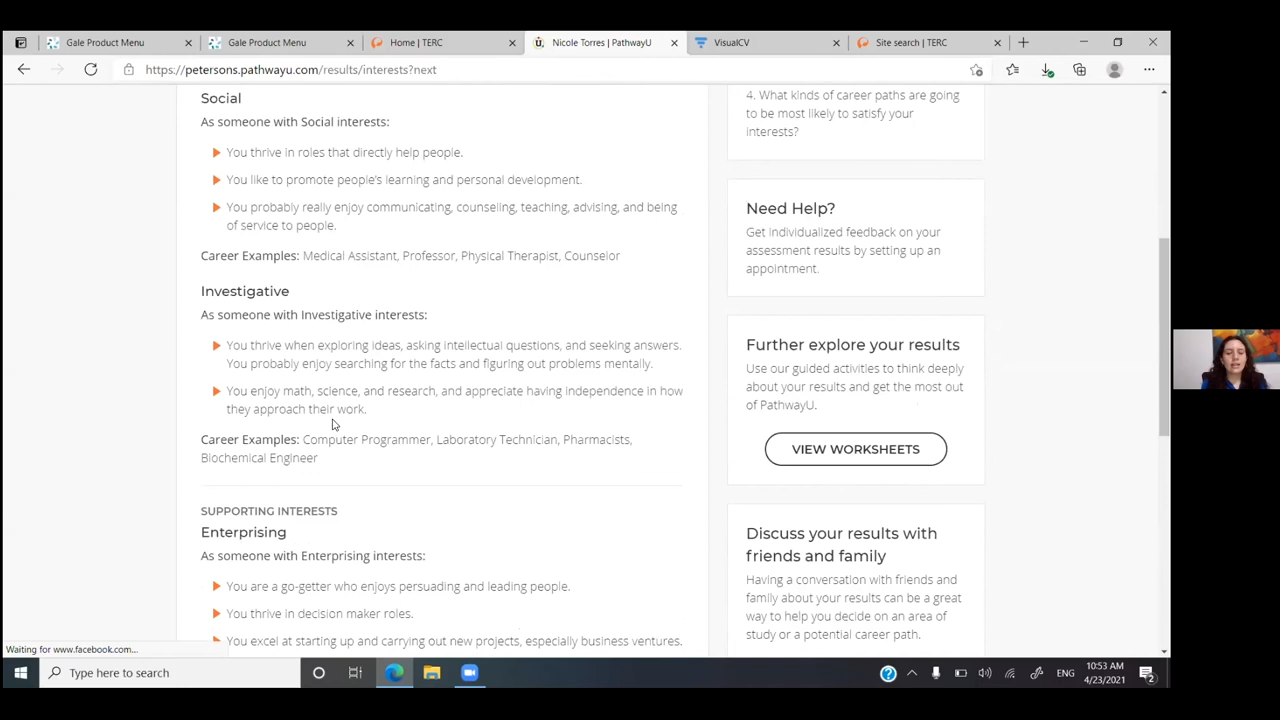 Gale Product Menu
Gale Product Menu
Home | TERC
Nicole Torres | PathwayU
VisualCV
Site search | TERC
https://petersons.pathwayu.com/results/interests?next
Social
As someone with Social interests:
You thrive in roles that directly help people.
You like to promote people's learning and personal development.
You probably really enjoy communicating, counseling, teaching, advising, and being
of service to people.
Career Examples: Medical Assistant, Professor, Physical Therapist, Counselor
Investigative
As someone with Investigative interests:
You thrive when exploring ideas, asking intellectual questions, and seeking answers.
You probably enjoy searching for the facts and figuring out problems mentally.
You enjoy math, science, and research, and appreciate having independence in how
they approach their work.
Career Examples: Computer Programmer, Laboratory Technician, Pharmacists,
Biochemical Engineer
SUPPORTING INTERESTS
Enterprising
As someone with Enterprising interests:
You are a go-getter who enjoys persuading and leading people.
You thrive in decision maker roles.
You excel at starting up and carrying out new projects, especially business ventures.
4. What kinds of career paths are going
to be most likely to satisfy your
interests?
Need Help?
Get individualized feedback on your
assessment results by setting up an
appointment.
Further explore your results
Use our guided activities to think deeply
about your results and get the most out
of PathwayU.
VIEW WORKSHEETS
Discuss your results with
friends and family
Having a conversation with friends and
family about your results can be a great
way to help you decide on an area of
study or a potential career path.
Waiting for www.facebook.com...
Type here to search
ENG
10:53 AM
4/23/2021
2